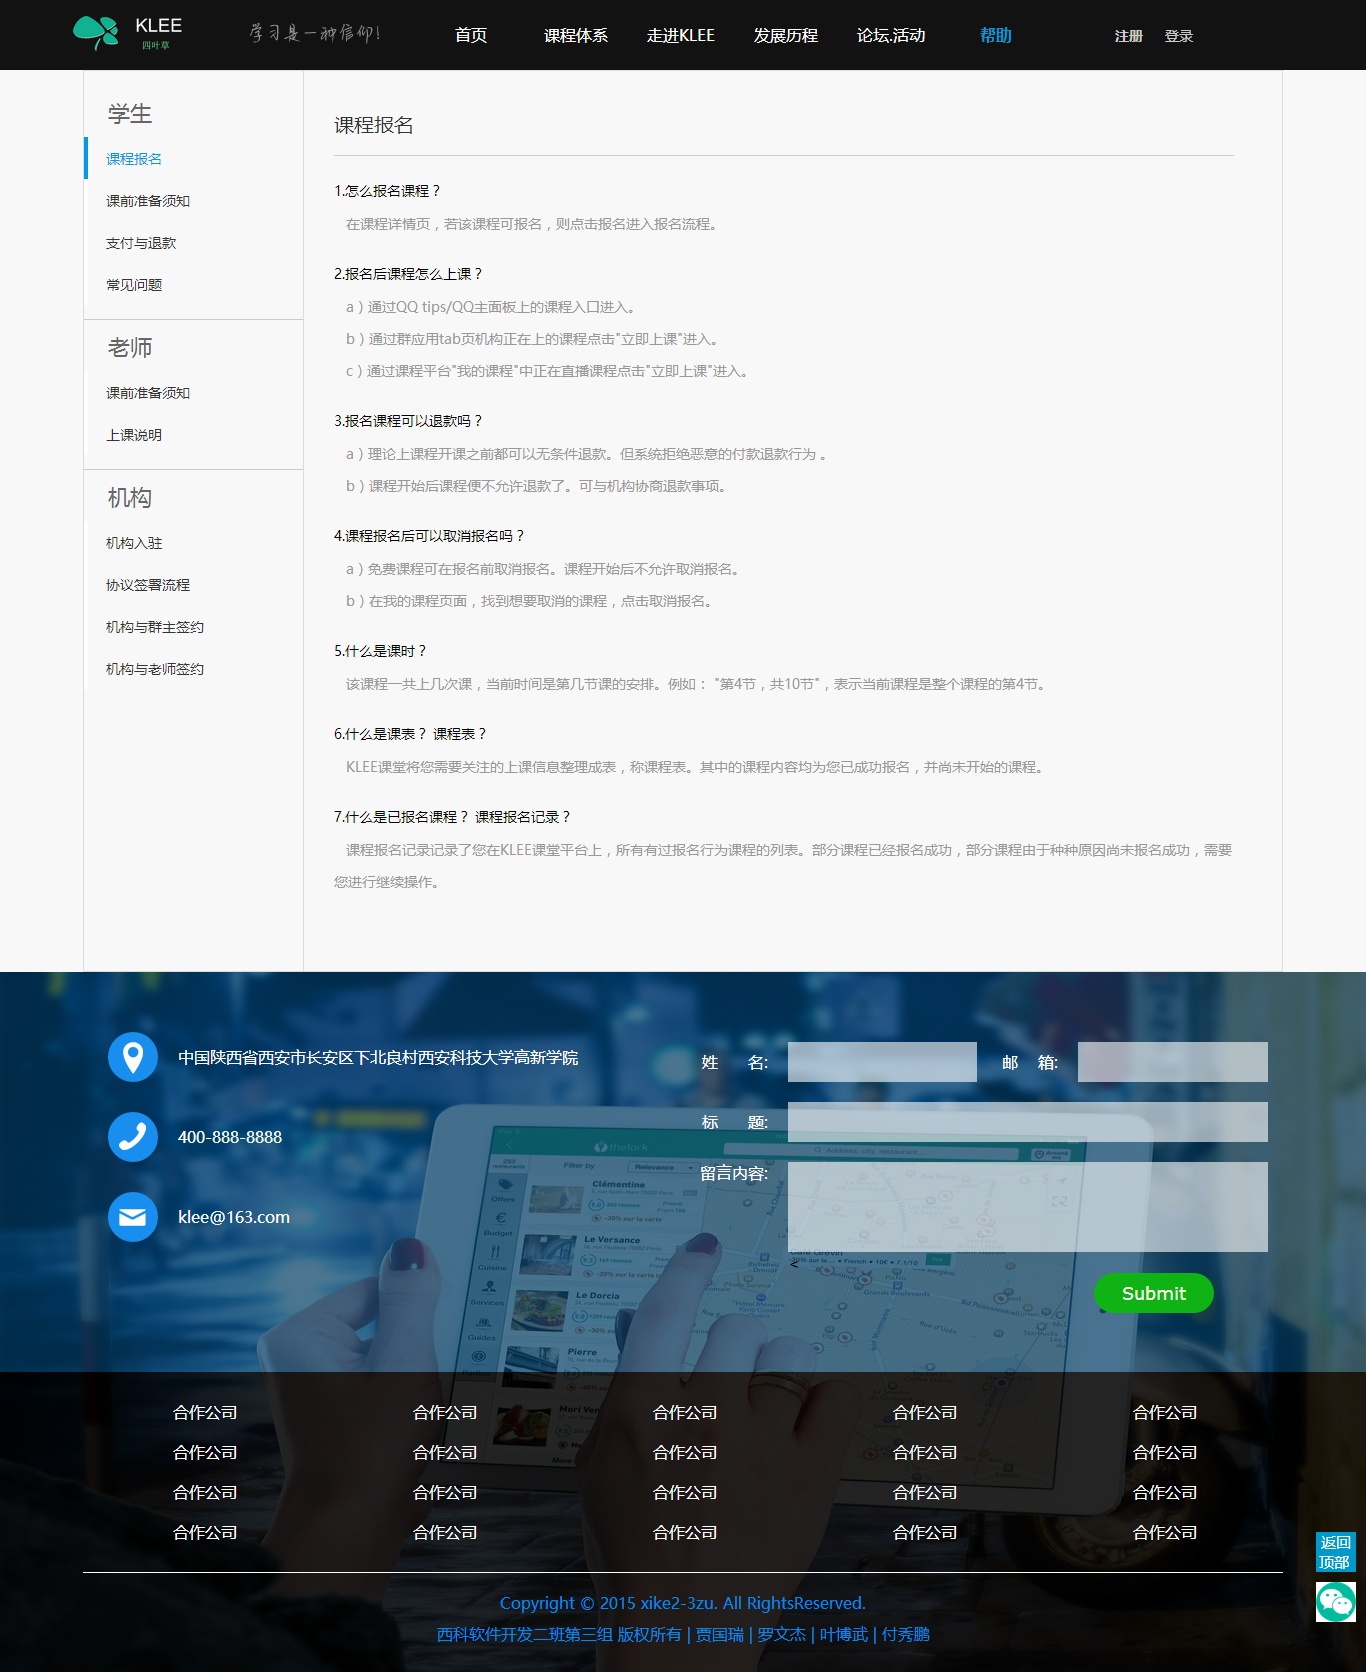 KLEE
四叶草
学习是一种信仰!
首页 课程体系 走进KLEE 发展历程 论坛.活动 帮助 注册 登录
学生
课程报名
课前准备须知
支付与退款
常见问题
老师
课前准备须知
上课说明
机构
机构入驻
协议签署流程
机构与群主签约
机构与老师签约
课程报名
1.怎么报名课程？
在课程详情页，若该课程可报名，则点击报名进入报名流程。
2.报名后课程怎么上课？
a）通过QQ tips/QQ主面板上的课程入口进入。
b）通过群应用tab页机构正在上的课程点击"立即上课"进入。
c）通过课程平台"我的课程"中正在直播课程点击"立即上课"进入。
3.报名课程可以退款吗？
a）理论上课程开课之前都可以无条件退款。但系统拒绝恶意的付款退款行为 。
b）课程开始后课程便不允许退款了。可与机构协商退款事项。
4.课程报名后可以取消报名吗？
a）免费课程可在报名前取消报名。课程开始后不允许取消报名。
b）在我的课程页面，找到想要取消的课程，点击取消报名。
5.什么是课时？
该课程一共上几次课，当前时间是第几节课的安排。例如： "第4节，共10节"，表示当前课程是整个课程的第4节。
6.什么是课表？ 课程表？
KLEE课堂将您需要关注的上课信息整理成表，称课程表。其中的课程内容均为您已成功报名，并尚未开始的课程。
7.什么是已报名课程？ 课程报名记录？
课程报名记录记录了您在KLEE课堂平台上，所有有过报名行为课程的列表。部分课程已经报名成功，部分课程由于种种原因尚未报名成功，需要
您进行继续操作。
中国陕西省西安市长安区下北良村西安科技大学高新学院
400-888-8888
klee@163.com
姓 名:
邮 箱:
标 题:
留言内容:
<
Submit
thefork
Address, city, restaurant...
Filter by
Relevance
Offers
Budget
Cuisine
Services
Guides
Clémentine
Le Versance
Le Dorcia
Pierre
合作公司 合作公司 合作公司 合作公司 合作公司
合作公司 合作公司 合作公司 合作公司 合作公司
合作公司 合作公司 合作公司 合作公司 合作公司
合作公司 合作公司 合作公司 合作公司 合作公司
返回
顶部
Copyright © 2015 xike2-3zu. All RightsReserved.
西科软件开发二班第三组 版权所有 | 贾国瑞 | 罗文杰 | 叶博武 | 付秀鹏